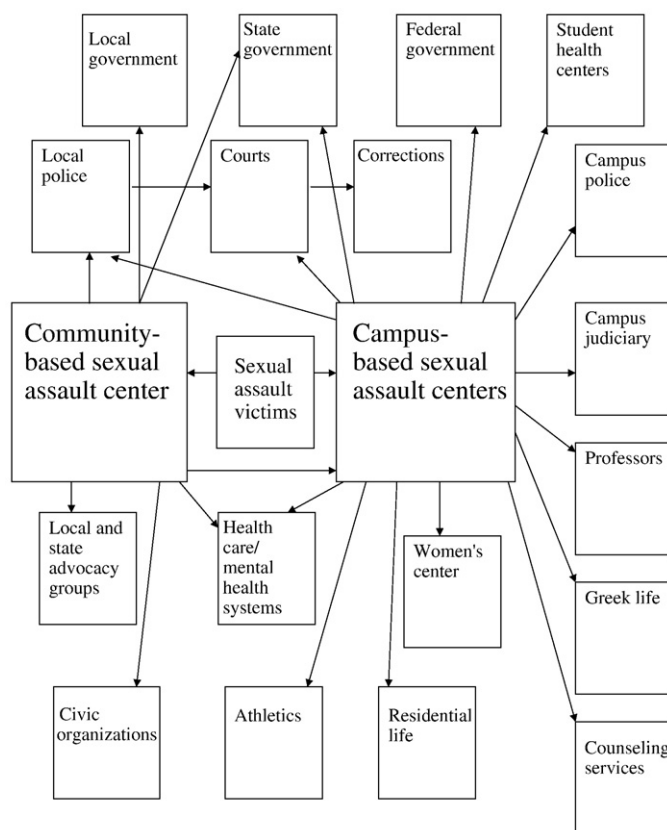 Local
government
State
government
Federal
government
Student
health
centers
Local
police
Courts
Corrections
Campus
police
Community-
based sexual
assault center
Sexual
assault
victims
Campus-
based sexual
assault centers
Campus
judiciary
Professors
Local and
state
advocacy
groups
Health
care/
mental
health
systems
Women's
center
Greek life
Civic
organizations
Athletics
Residential
life
Counseling
services